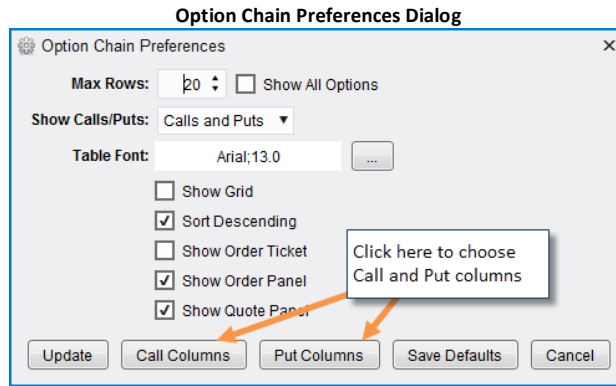 Option Chain Preferences Dialog
Option Chain Preferences
Max Rows: 20 Show All Options
Show Calls/Puts: Calls and Puts
Table Font: Arial;13.0 ...
Show Grid
Sort Descending
Show Order Ticket
Click here to choose
Call and Put columns
Show Order Panel
Show Quote Panel
Update Call Columns Put Columns Save Defaults Cancel